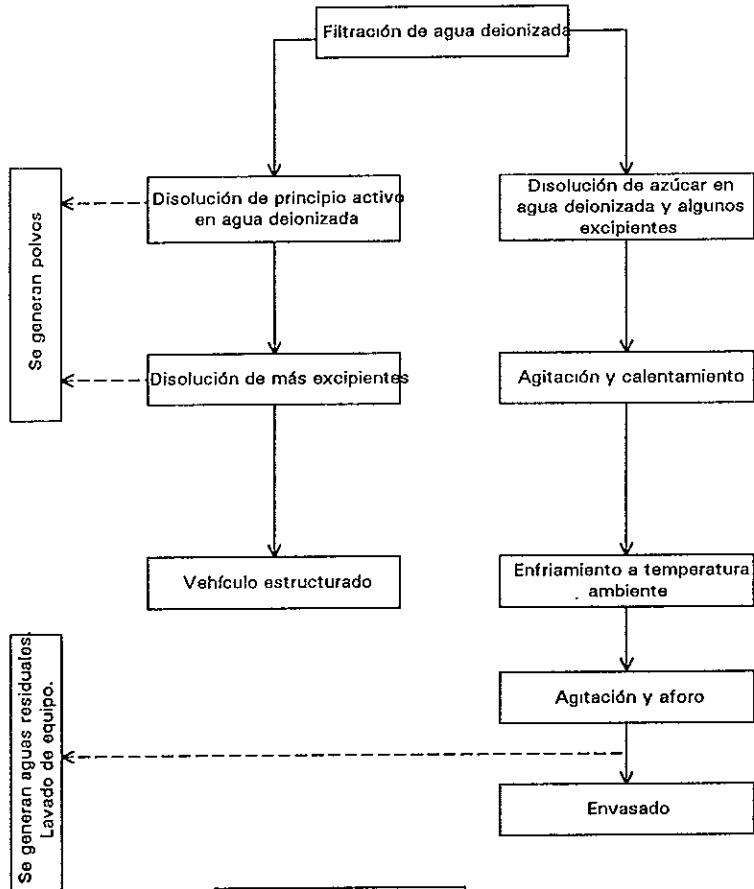 Filtración de agua deionizada
Se generan polvos
Disolución de principio activo
en agua deionizada
Disolución de azúcar en
agua deionizada y algunos
excipientes
Disolución de más excipientes
Agitación y calentamiento
Vehículo estructurado
Enfriamiento a temperatura
ambiente
Se generan aguas residuales.
Lavado de equipo.
Agitación y aforo
Envasado